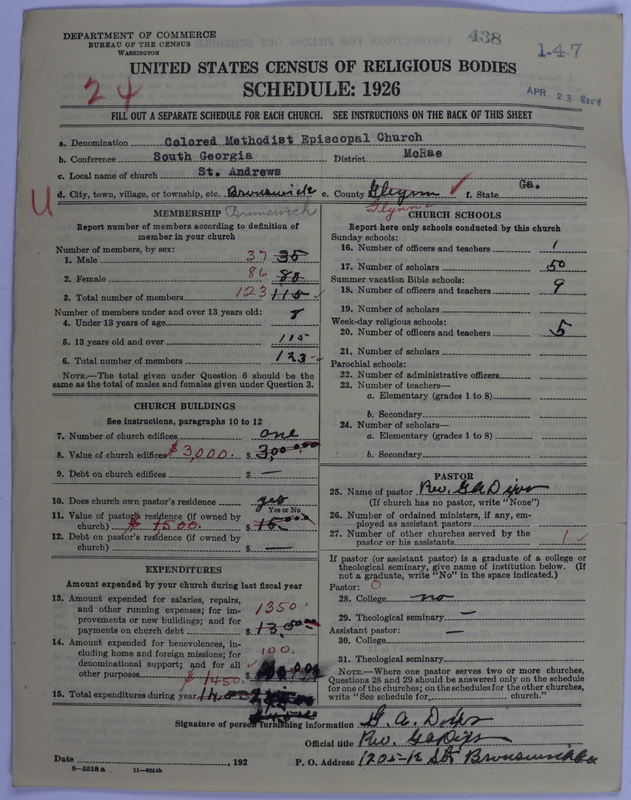 DEPARTMENT OF COMMERCE
BUREAU OF THE CENSUS
WASHINGTON
438
1-47
APR 23 Rec'd
UNITED STATES CENSUS OF RELIGIOUS BODIES
SCHEDULE: 1926
24
FILL OUT A SEPARATE SCHEDULE FOR EACH CHURCH. SEE INSTRUCTIONS ON THE BACK OF THIS SHEET
a. Denomination Colored Methodist Episcopal Church
b. Conference South Georgia District McRae
c. Local name of church St. Andrews
d. City, town, village, or township, etc. Brunswick e. County Glynn f. State Ga.
U
Glynn
MEMBERSHIP Brunswick
Report number of members according to definition of
member in your church
Number of members, by sex:
1. Male 37 35
2. Female 86 80
3. Total number of members 123 115
Number of members under and over 13 years old:
4. Under 13 years of age 8
5. 13 years old and over 115
6. Total number of members 123
NOTE.—The total given under Question 6 should be the
same as the total of males and females given under Question 3.
CHURCH BUILDINGS
See instructions, paragraphs 10 to 12
7. Number of church edifices one
8. Value of church edifices $3,000. $
9. Debt on church edifices $ —
10. Does church own pastor's residence yes
Yes or No
11. Value of pastor's residence (if owned by
church) $1500. $
12. Debt on pastor's residence (if owned by
church) $ —
EXPENDITURES
Amount expended by your church during last fiscal year
13. Amount expended for salaries, repairs,
and other running expenses; for im-
provements or new buildings; and for
payments on church debt 1350 $
14. Amount expended for benevolences, in-
cluding home and foreign missions; for
denominational support; and for all
other purposes 100.
$1450.
15. Total expenditures during year
CHURCH SCHOOLS
Report here only schools conducted by this church
Sunday schools:
16. Number of officers and teachers 1
17. Number of scholars 50
Summer vacation Bible schools:
18. Number of officers and teachers 9
19. Number of scholars
Week-day religious schools:
20. Number of officers and teachers 5
21. Number of scholars
Parochial schools:
22. Number of administrative officers
23. Number of teachers—
a. Elementary (grades 1 to 8)
b. Secondary
24. Number of scholars—
a. Elementary (grades 1 to 8)
b. Secondary
PASTOR
25. Name of pastor Rev. G A
(If church has no pastor, write "None")
26. Number of ordained ministers, if any, em-
ployed as assistant pastors
27. Number of other churches served by the
pastor or his assistants 1
If pastor (or assistant pastor) is a graduate of a college or
theological seminary, give name of institution below. (If
not a graduate, write "No" in the space indicated.)
Pastor: 0
28. College no
29. Theological seminary —
Assistant pastor: —
30. College
31. Theological seminary
NOTE.—Where one pastor serves two or more churches,
Questions 28 and 29 should be answered only on the schedule
for one of the churches; on the schedules for the other churches,
write "See schedule for church."
Signature of person furnishing information G. A.
Official title Rev.
Date , 192 P. O. Address 1205-12 St Brunswick Ga
8—5518 a 11—9054b